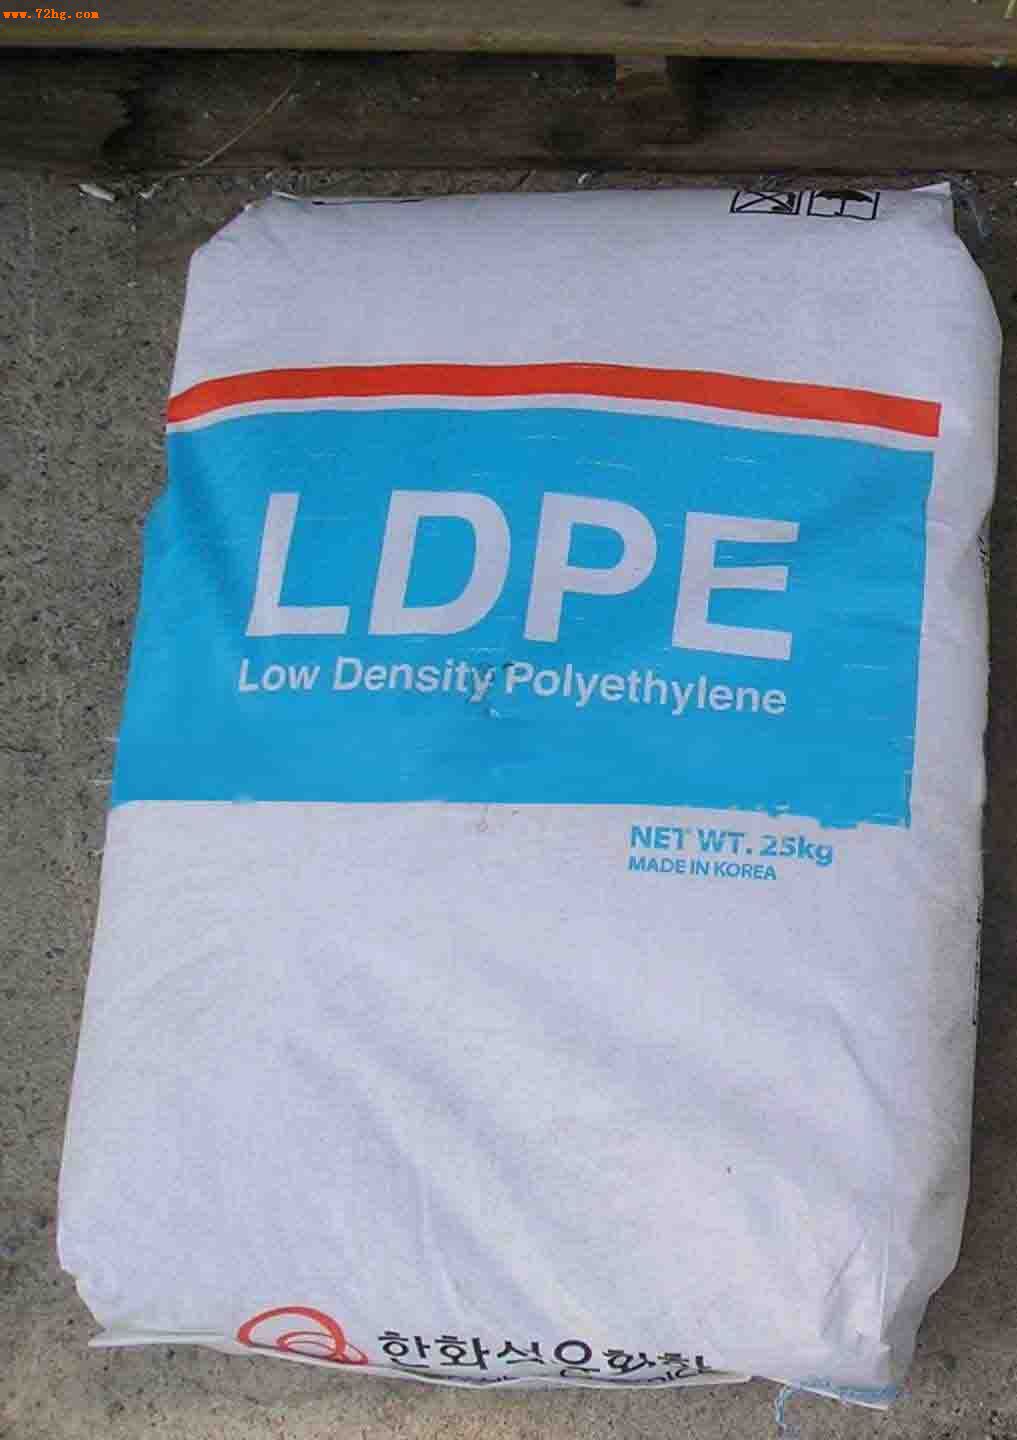 www.72hg.com
LDPE
Low Density Polyethylene
NET WT. 25kg
MADE IN KOREA
한화석유화학